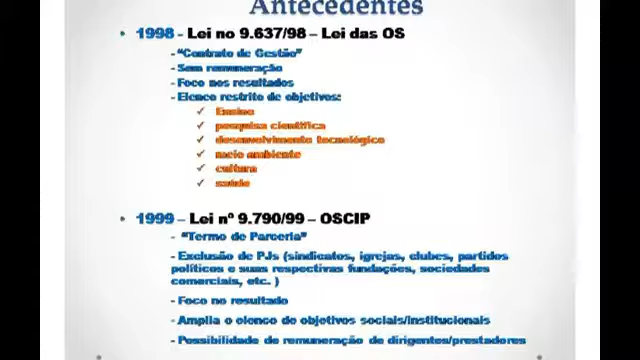 Antecedentes
• 1998 - Lei no 9.637/98 – Lei das OS
- “Contrato de Gestão”
- Sem remuneração
- Foco nos resultados
- Elenco restrito de objetivos:
✓ Ensino
✓ pesquisa científica
✓ desenvolvimento tecnológico
✓ meio ambiente
✓ cultura
✓ saúde
• 1999 – Lei nº 9.790/99 – OSCIP
- “Termo de Parceria”
- Exclusão de PJs (sindicatos, igrejas, clubes, partidos
políticos e suas respectivas fundações, sociedades
comerciais, etc. )
- Foco no resultado
- Amplia o elenco de objetivos sociais/institucionais
- Possibilidade de remuneração de dirigentes/prestadores